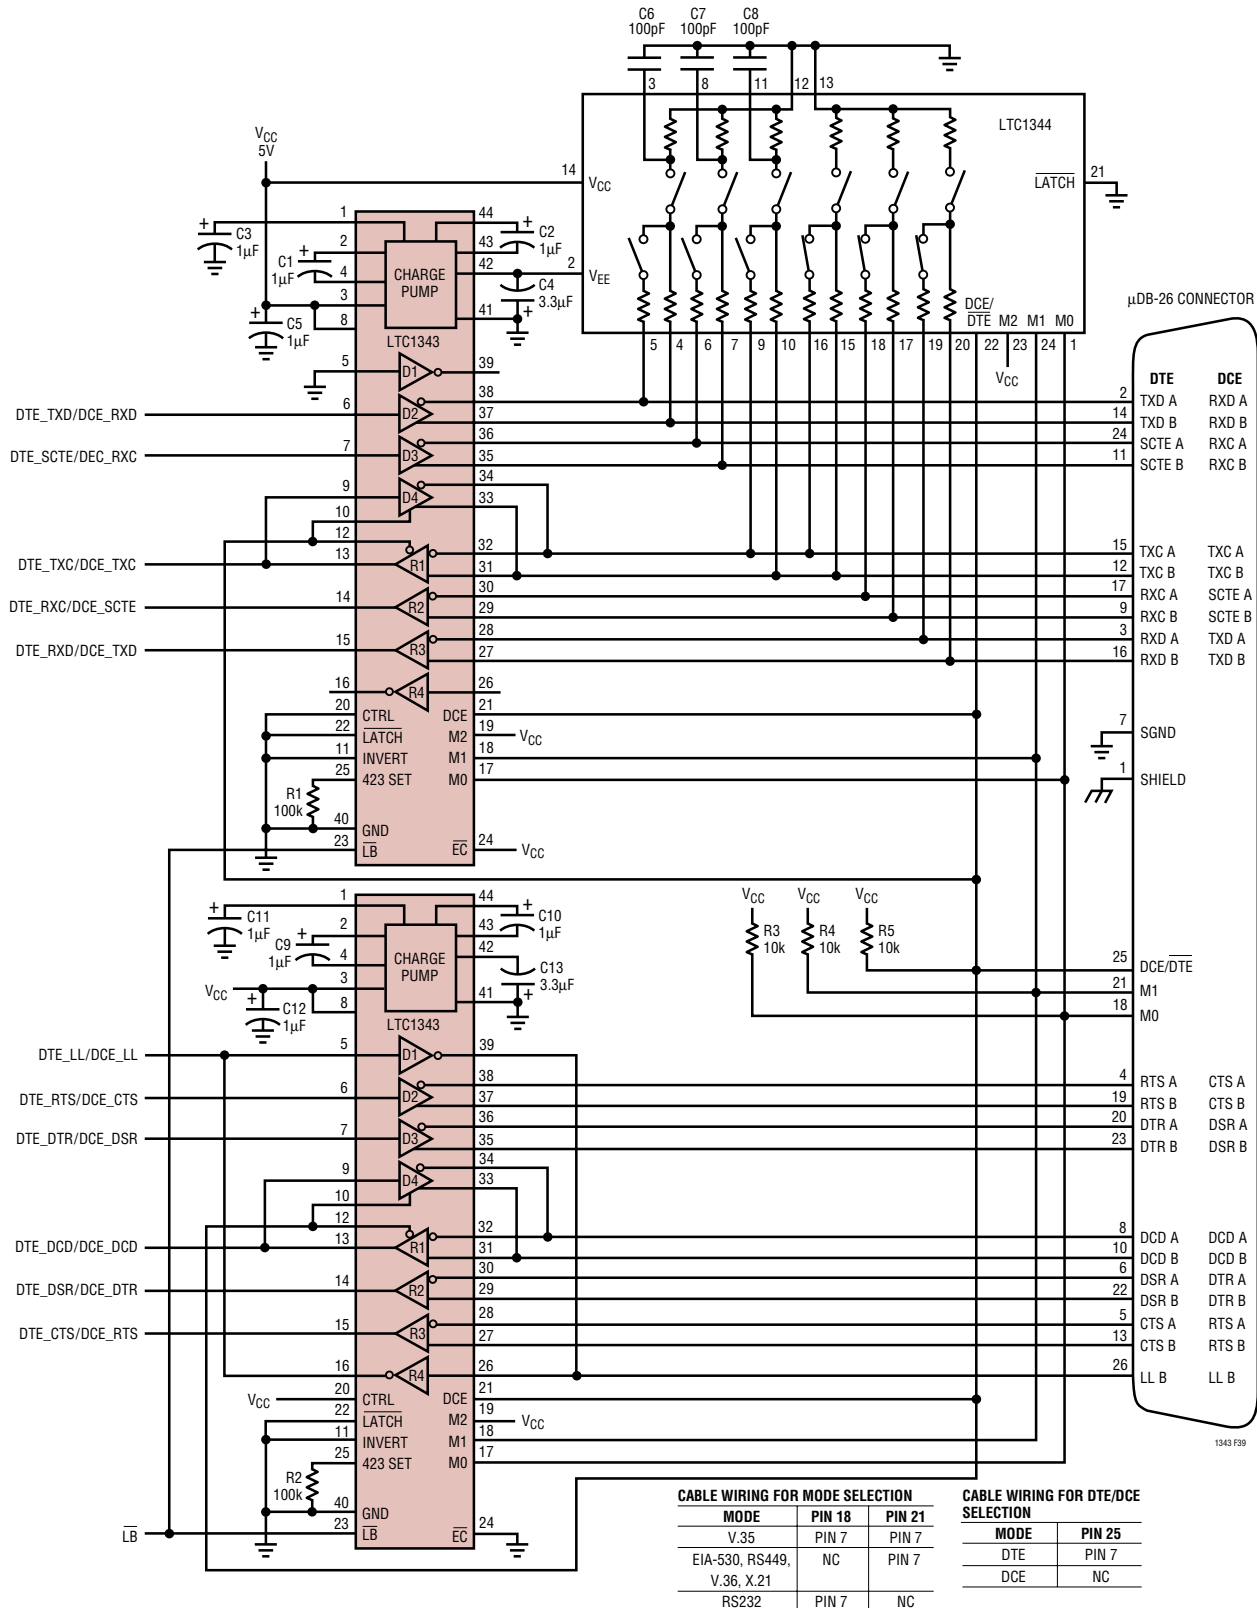 C6
100pF
C7
100pF
C8
100pF
3
8
11
12
13
LTC1344
VCC
5V
14
VCC
LATCH
21
1
44
C3
1µF
2
43
C2
1µF
C1
1µF
4
CHARGE
PUMP
42
2
VEE
C4
3.3µF
3
41
C5
1µF
8
LTC1343
DCE/
DTE
M2
M1
M0
5
4
6
7
9
10
16
15
18
17
19
20
22
23
24
1
VCC
µDB-26 CONNECTOR
DTE
DCE
5
D1
39
DTE_TXD/DCE_RXD
6
D2
38
37
2
TXD A
RXD A
14
TXD B
RXD B
DTE_SCTE/DEC_RXC
7
D3
36
35
24
SCTE A
RXC A
11
SCTE B
RXC B
9
D4
34
33
10
12
DTE_TXC/DCE_TXC
13
R1
32
31
15
TXC A
TXC A
12
TXC B
TXC B
DTE_RXC/DCE_SCTE
14
R2
30
29
17
RXC A
SCTE A
9
RXC B
SCTE B
DTE_RXD/DCE_TXD
15
R3
28
27
3
RXD A
TXD A
16
RXD B
TXD B
16
R4
26
20
CTRL
DCE
21
22
LATCH
M2
19
VCC
11
INVERT
M1
18
25
423 SET
M0
17
R1
100k
40
GND
23
LB
EC
24
VCC
7
SGND
1
SHIELD
1
44
C11
1µF
2
43
C10
1µF
C9
1µF
4
CHARGE
PUMP
42
C13
3.3µF
VCC
3
41
C12
1µF
8
LTC1343
VCC
R3
10k
VCC
R4
10k
VCC
R5
10k
25
DCE/DTE
21
M1
18
M0
DTE_LL/DCE_LL
5
D1
39
DTE_RTS/DCE_CTS
6
D2
38
37
4
RTS A
CTS A
19
RTS B
CTS B
DTE_DTR/DCE_DSR
7
D3
36
35
20
DTR A
DSR A
23
DTR B
DSR B
9
D4
34
33
10
12
DTE_DCD/DCE_DCD
13
R1
32
31
8
DCD A
DCD A
10
DCD B
DCD B
DTE_DSR/DCE_DTR
14
R2
30
29
6
DSR A
DTR A
22
DSR B
DTR B
DTE_CTS/DCE_RTS
15
R3
28
27
5
CTS A
RTS A
13
CTS B
RTS B
16
R4
26
26
LL B
LL B
VCC
20
CTRL
DCE
21
22
LATCH
M2
19
VCC
11
INVERT
M1
18
25
423 SET
M0
17
R2
100k
40
GND
LB
23
LB
EC
24
1343 F39
CABLE WIRING FOR MODE SELECTION
MODE PIN 18 PIN 21
V.35 PIN 7 PIN 7
EIA-530, RS449, NC PIN 7
V.36, X.21
RS232 PIN 7 NC
CABLE WIRING FOR DTE/DCE
SELECTION
MODE PIN 25
DTE PIN 7
DCE NC